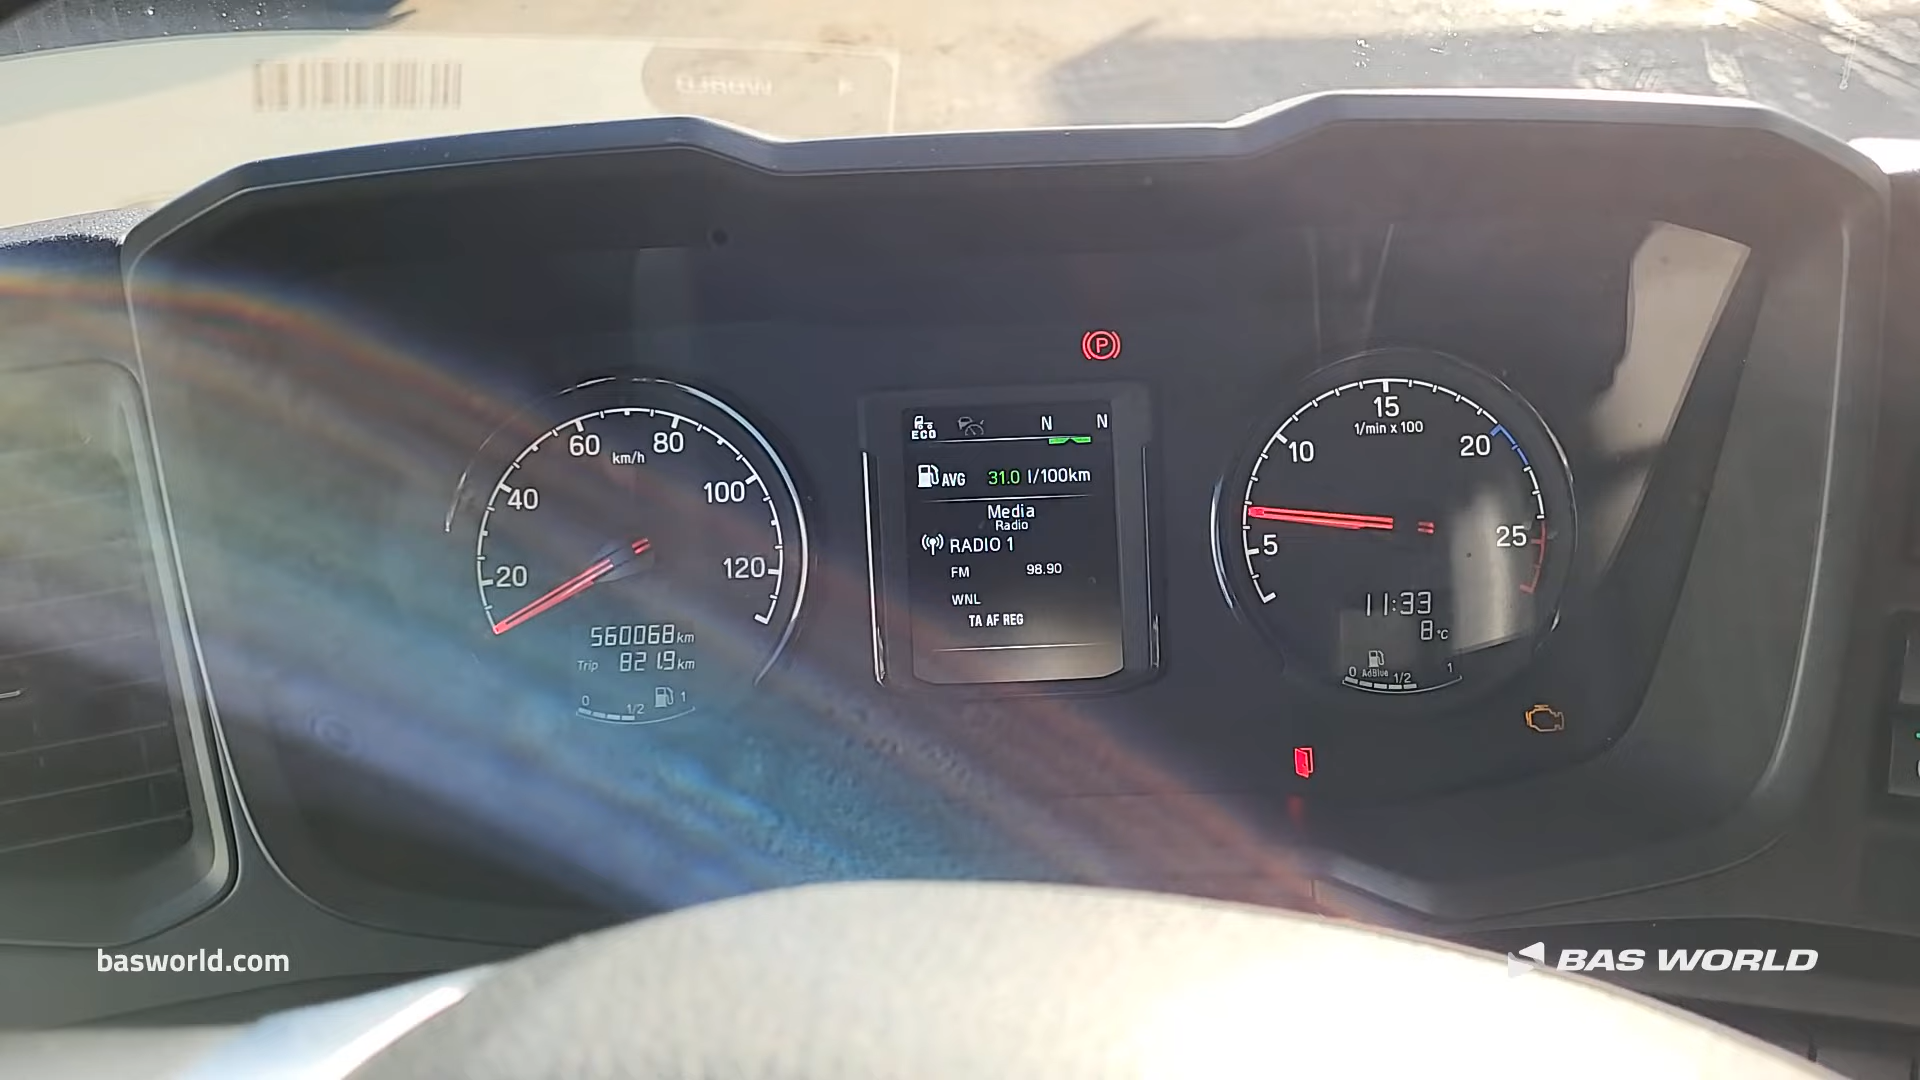 60
80
km/h
40
100
20
120
560068 km
Trip 821.9 km
0 1/2 1
ECO
N N
AVG 31.0 l/100km
Media
Radio
RADIO 1
FM 98.90
WNL
TA AF REG
P
15
1/min x 100
10
20
5
25
11:33
8 °C
0 AdBlue 1/2 1
basworld.com
BAS WORLD